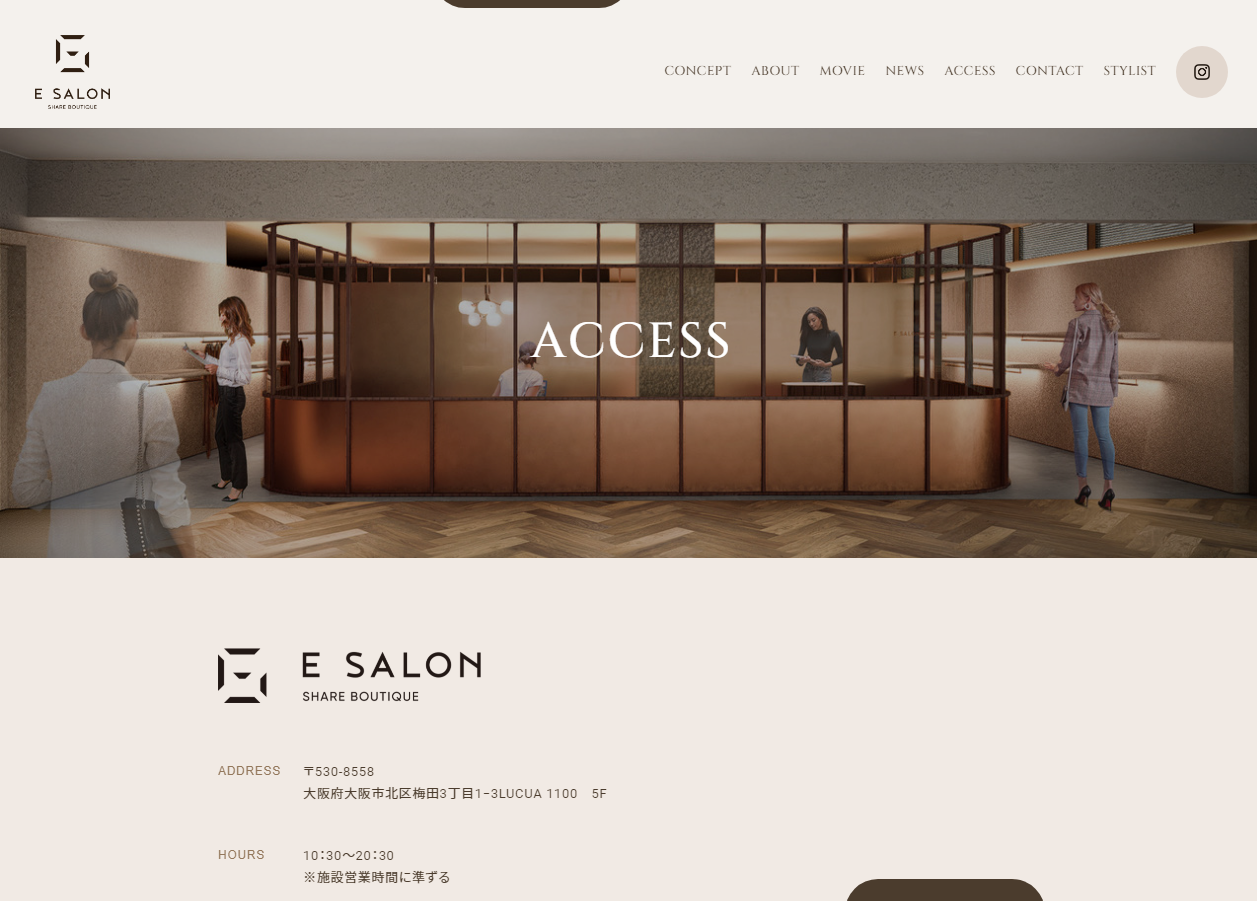 E SALON
SHARE BOUTIQUE
CONCEPT ABOUT MOVIE NEWS ACCESS CONTACT STYLIST
ACCESS
E SALON
SHARE BOUTIQUE
ADDRESS 〒530-8558
大阪府大阪市北区梅田3丁目1−3LUCUA 1100　5F
HOURS 10：30〜20：30
※施設営業時間に準ずる